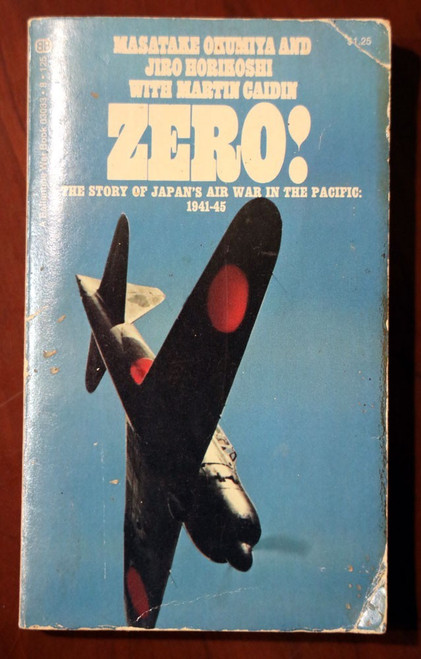 BB
$1.25
MASATAKE OKUMIYA AND
JIRO HORIKOSHI
WITH MARTIN CAIDIN
ZERO!
THE STORY OF JAPAN'S AIR WAR IN THE PACIFIC:
1941-45